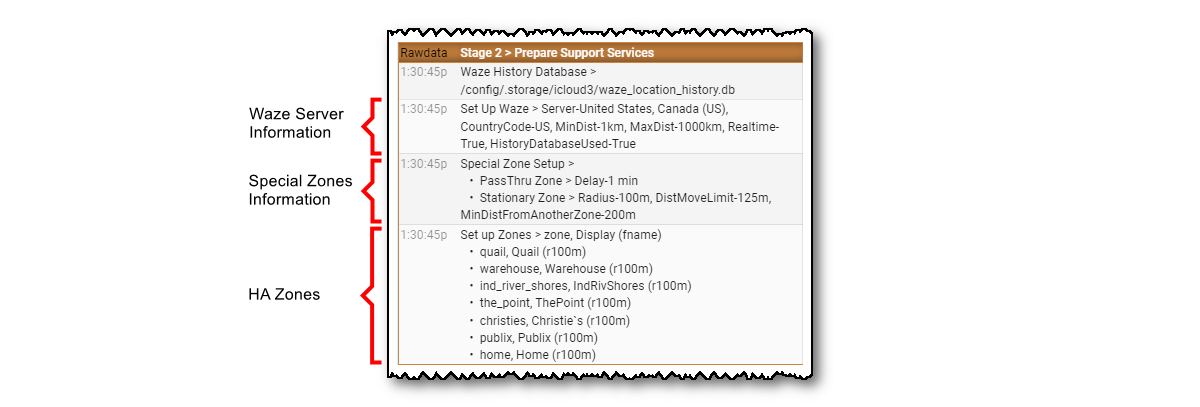 Rawdata Stage 2 > Prepare Support Services
1:30:45p Waze History Database >
/config/.storage/icloud3/waze_location_history.db
Waze Server
Information
1:30:45p Set Up Waze > Server-United States, Canada (US),
CountryCode-US, MinDist-1km, MaxDist-1000km, Realtime-
True, HistoryDatabaseUsed-True
Special Zones
Information
1:30:45p Special Zone Setup >
• PassThru Zone > Delay-1 min
• Stationary Zone > Radius-100m, DistMoveLimit-125m,
MinDistFromAnotherZone-200m
HA Zones
1:30:45p Set up Zones > zone, Display (fname)
• quail, Quail (r100m)
• warehouse, Warehouse (r100m)
• ind_river_shores, IndRivShores (r100m)
• the_point, ThePoint (r100m)
• christies, Christie`s (r100m)
• publix, Publix (r100m)
• home, Home (r100m)